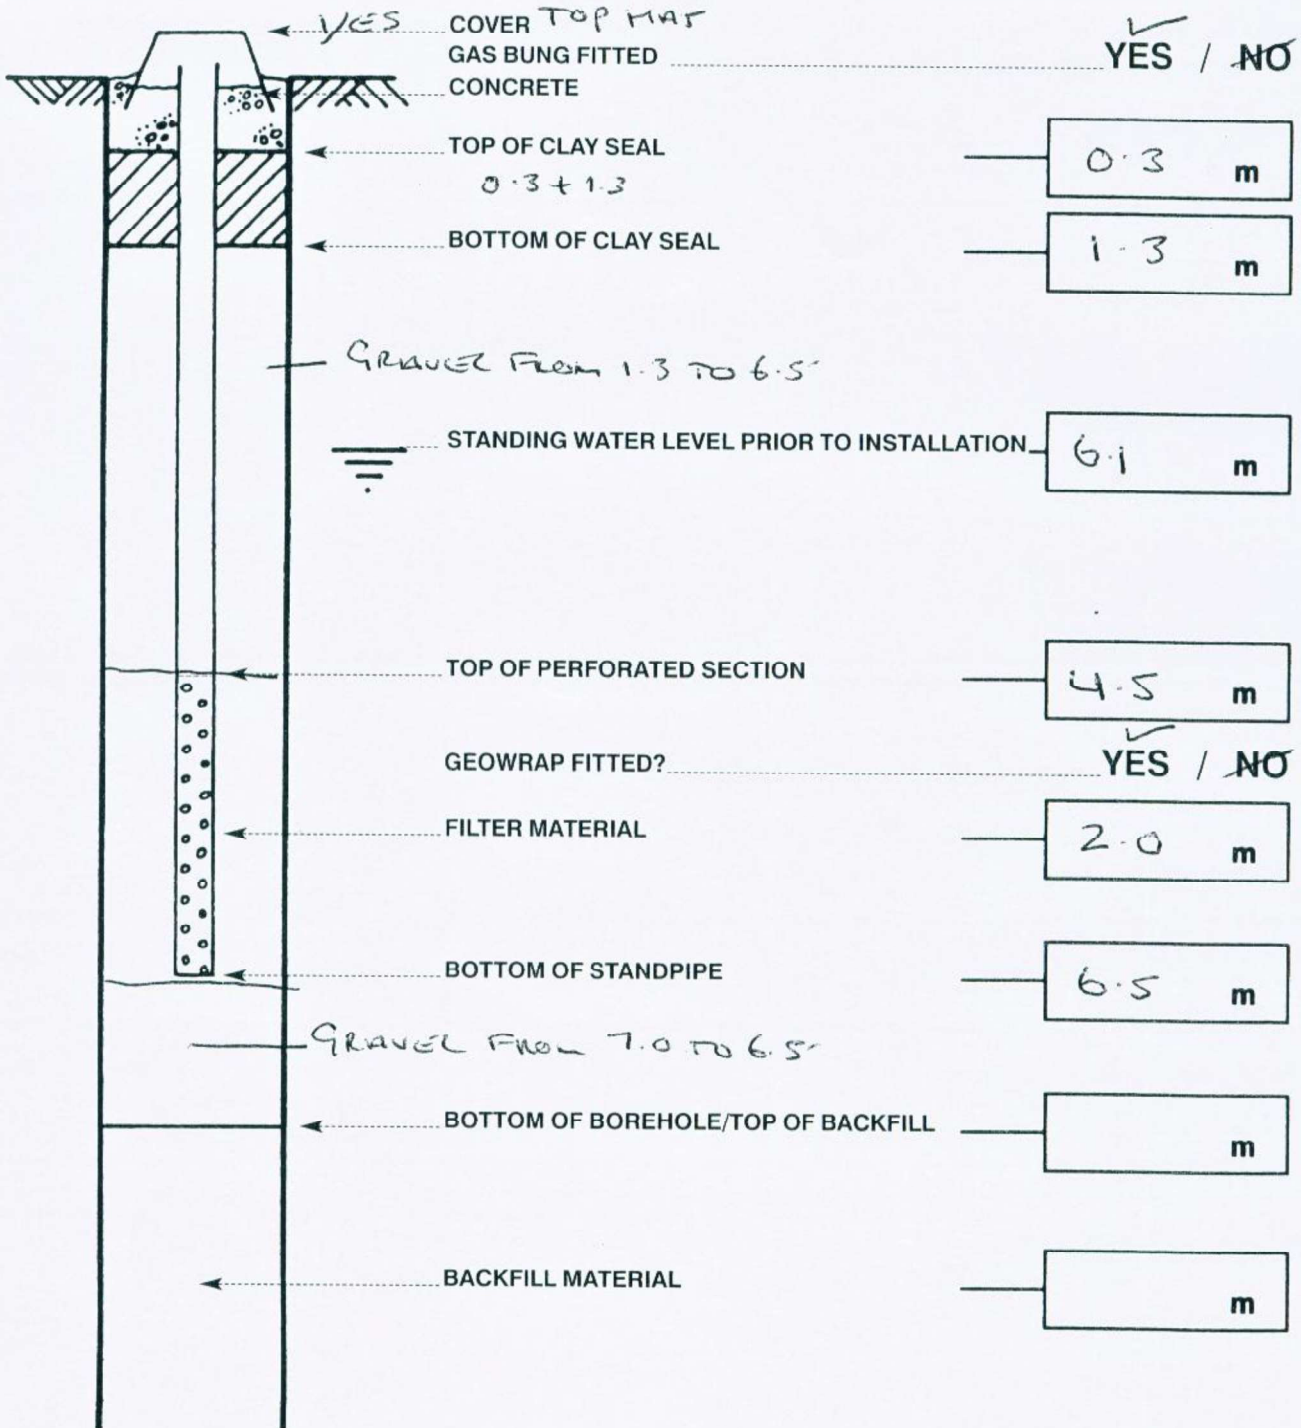 YES COVER TOP HAT
GAS BUNG FITTED YES / NO
CONCRETE
TOP OF CLAY SEAL 0.3 m
0.3 + 1.3
BOTTOM OF CLAY SEAL 1.3 m
GRAVEL FROM 1.3 TO 6.5
STANDING WATER LEVEL PRIOR TO INSTALLATION 6.1 m
TOP OF PERFORATED SECTION 4.5 m
GEOWRAP FITTED? YES / NO
FILTER MATERIAL 2.0 m
BOTTOM OF STANDPIPE 6.5 m
GRAVEL FROM 7.0 TO 6.5
BOTTOM OF BOREHOLE/TOP OF BACKFILL m
BACKFILL MATERIAL m